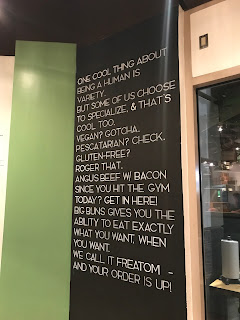 ONE COOL THING ABOUT
BEING A HUMAN IS
VARIETY.
BUT SOME OF US CHOOSE
TO SPECIALIZE, & THAT'S
COOL TOO.
VEGAN? GOTCHA.
PESCATARIAN? CHECK.
GLUTEN-FREE?
ROGER THAT.
ANGUS BEEF W/ BACON
SINCE YOU HIT THE GYM
TODAY? GET IN HERE!
BIG BUNS GIVES YOU THE
ABILITY TO EAT EXACTLY
WHAT YOU WANT, WHEN
YOU WANT.
WE CALL IT FREATOM -
AND YOUR ORDER IS UP!